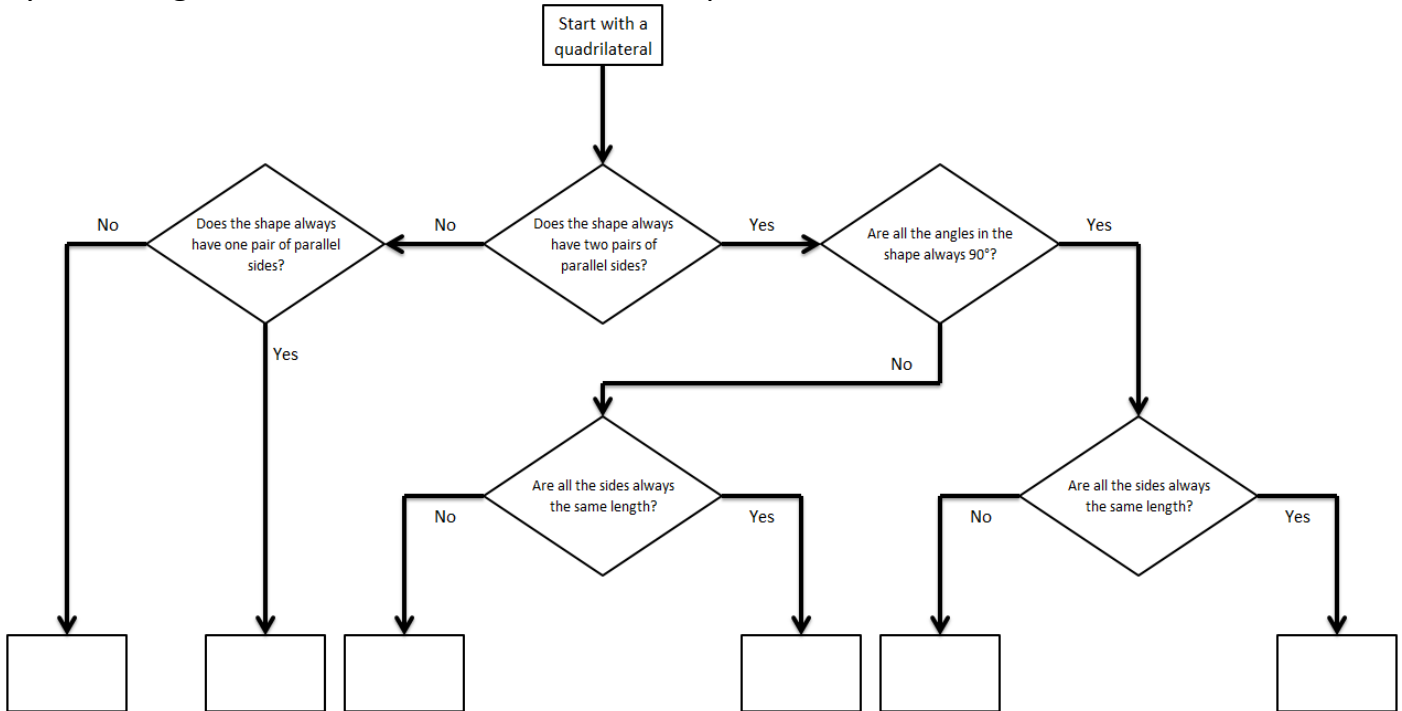 Start with a
quadrilateral
No
Does the shape always
have one pair of parallel
sides?
No
Does the shape always
have two pairs of
parallel sides?
Yes
Are all the angles in the
shape always 90°?
Yes
Yes
No
Are all the sides always
the same length?
No
Yes
Are all the sides always
the same length?
No
Yes